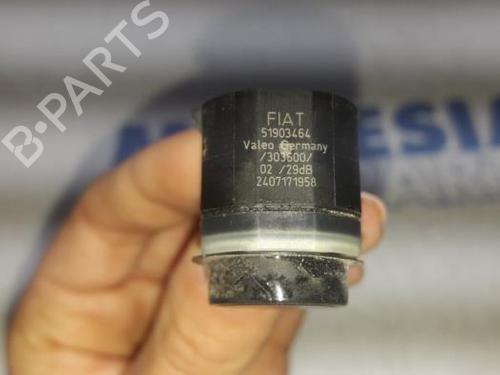 B-PARTS
FIAT
51903464
Valeo Germany
/303600/
02 /29dB
2407171958